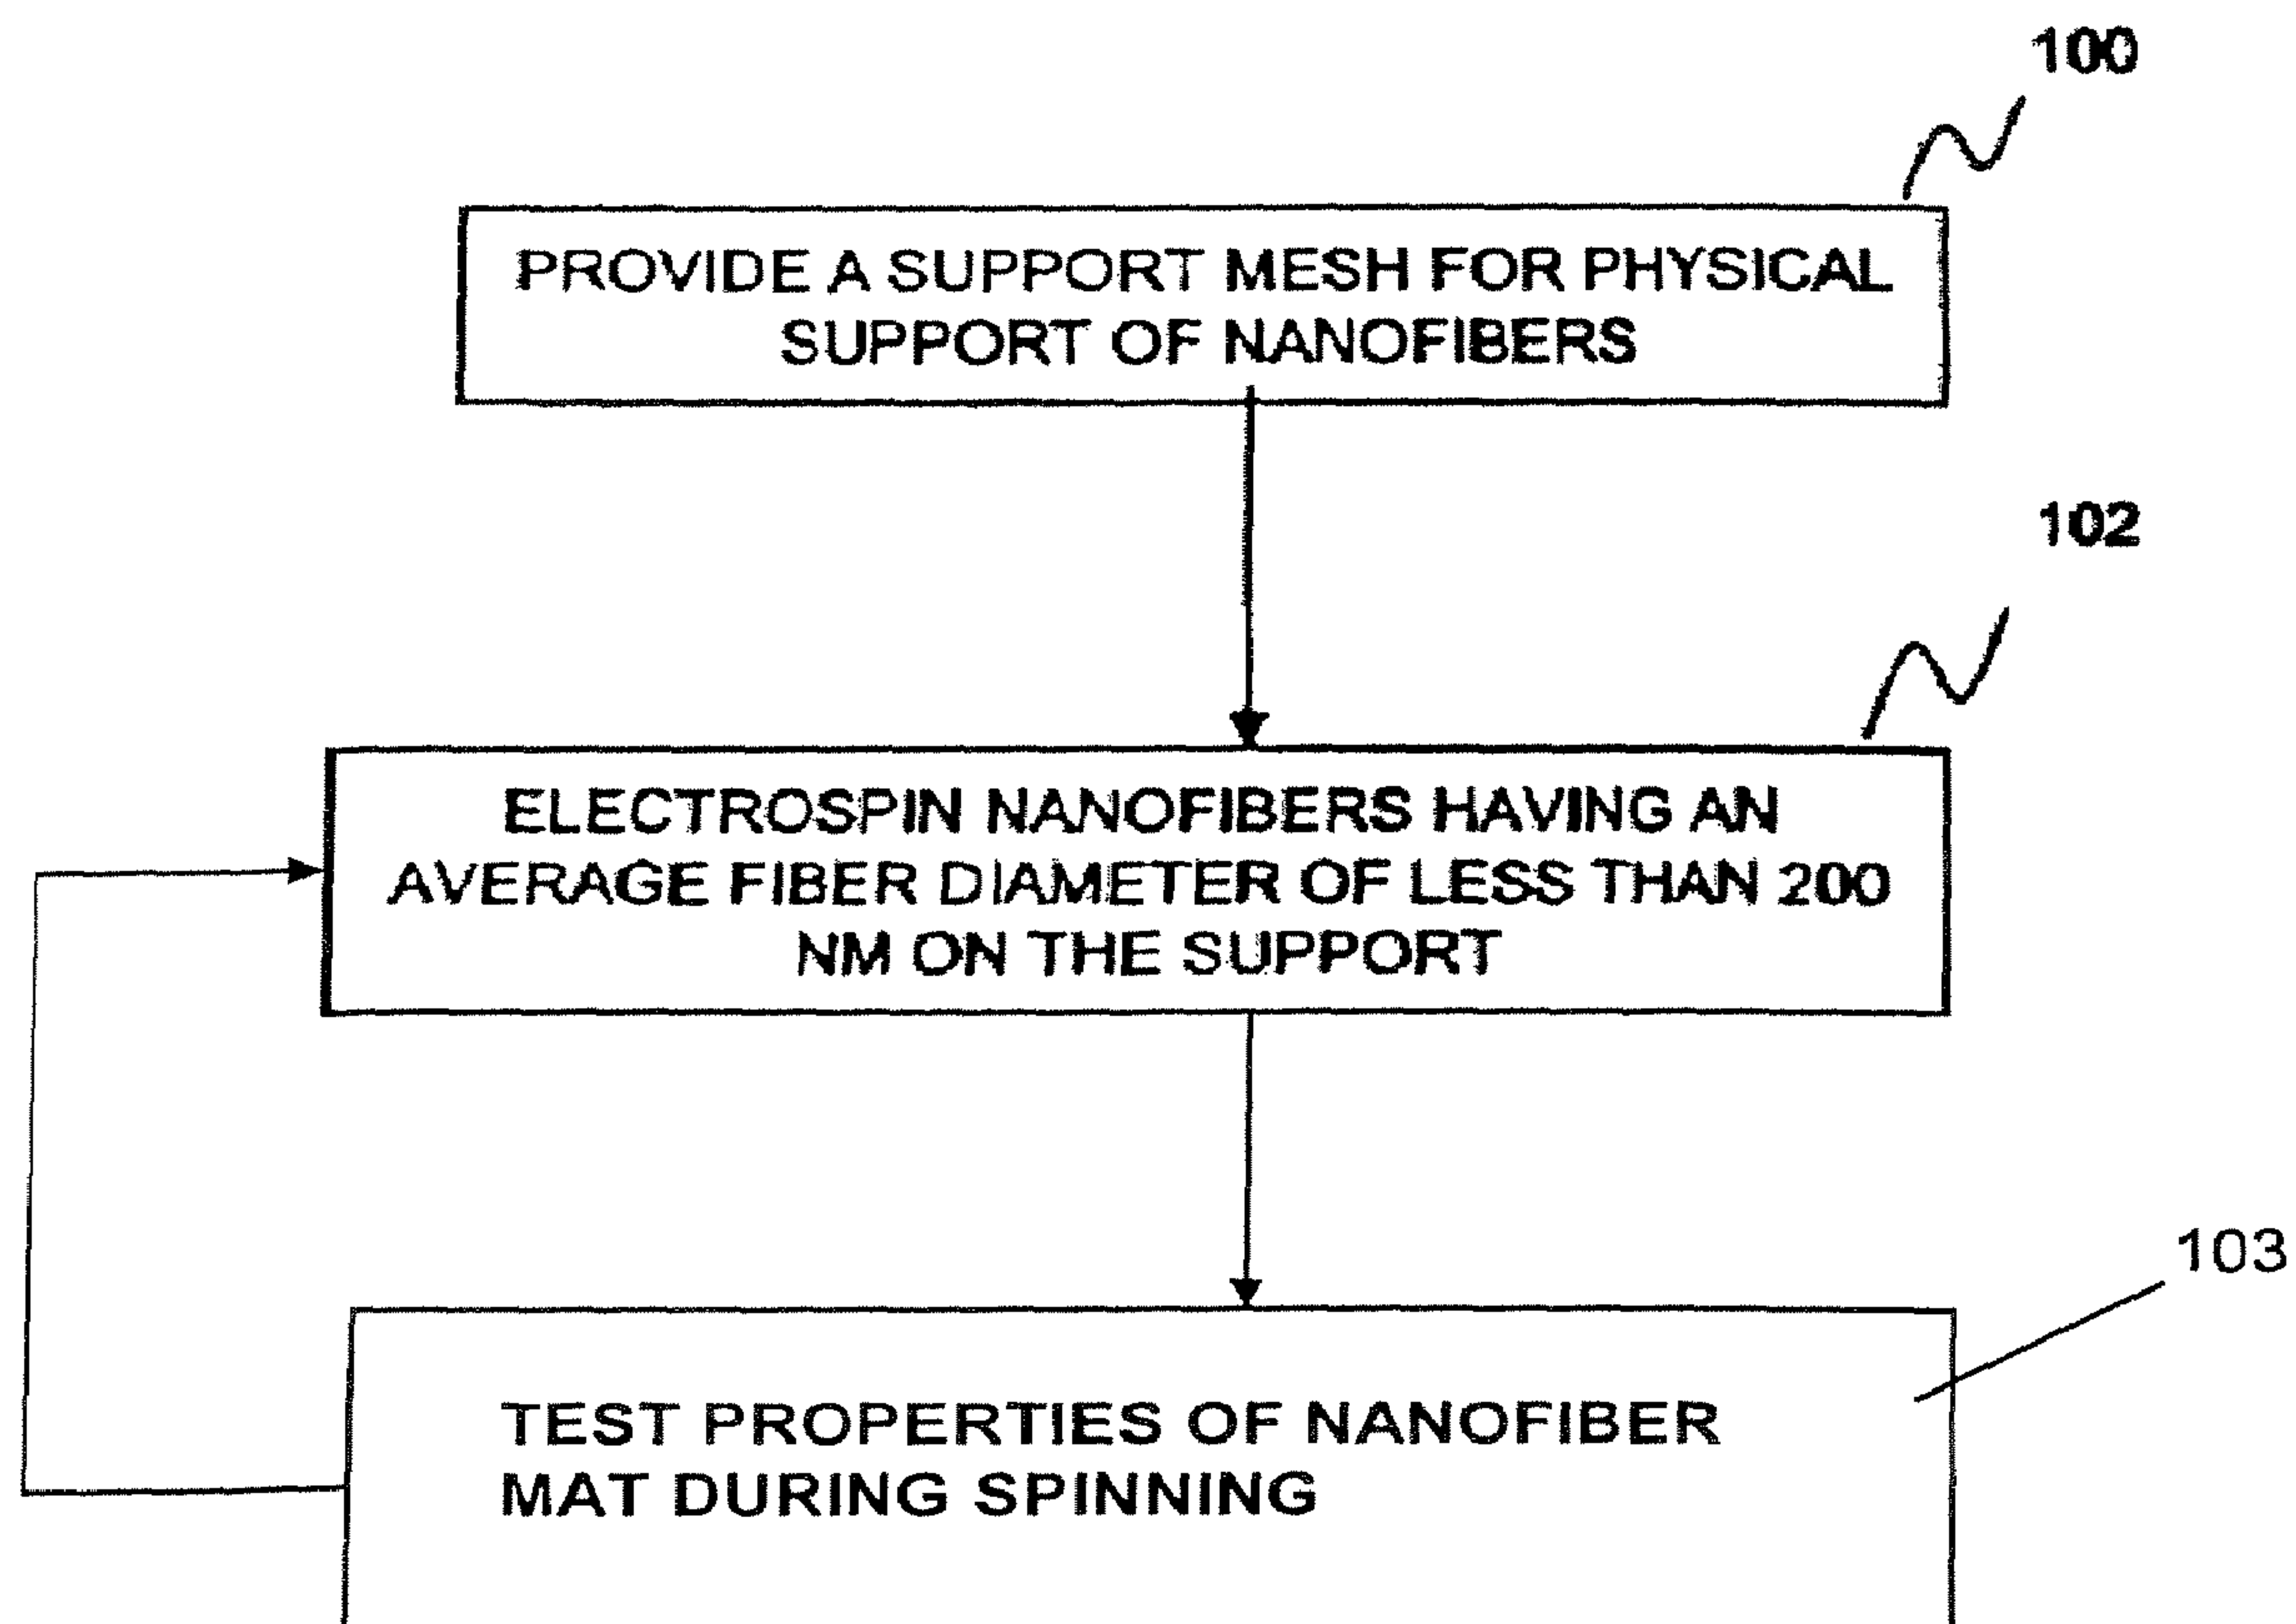 100
PROVIDE A SUPPORT MESH FOR PHYSICAL
SUPPORT OF NANOFIBERS
102
ELECTROSPIN NANOFIBERS HAVING AN
AVERAGE FIBER DIAMETER OF LESS THAN 200
NM ON THE SUPPORT
103
TEST PROPERTIES OF NANOFIBER
MAT DURING SPINNING